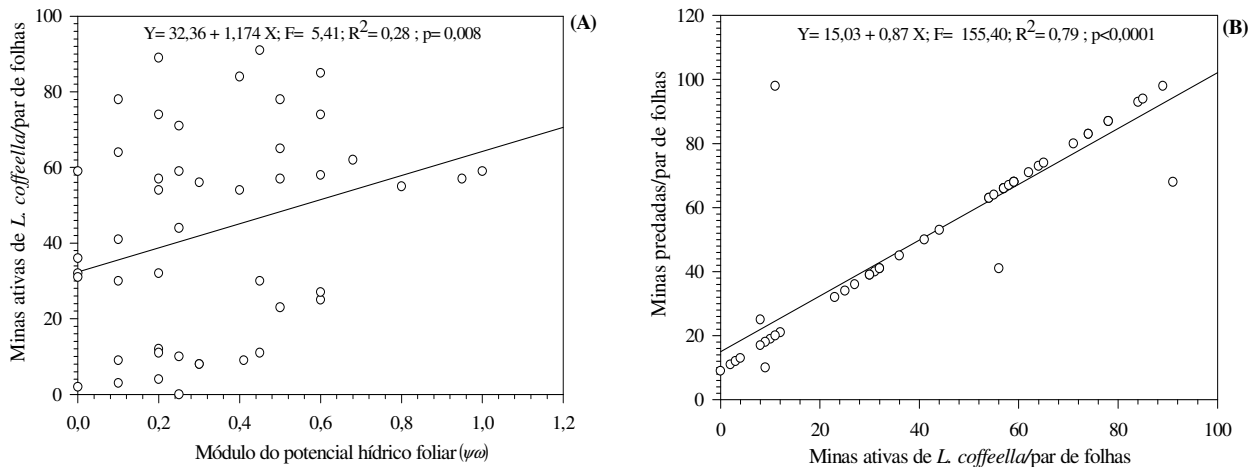 (A)
Y= 32,36 + 1,174 X; F= 5,41; R²= 0,28 ; p= 0,008
Minas ativas de L. coffeella/par de folhas
100
80
60
40
20
0
0,0 0,2 0,4 0,6 0,8 1,0 1,2
Módulo do potencial hídrico foliar (ψω)
(B)
Y= 15,03 + 0,87 X; F= 155,40; R²= 0,79 ; p<0,0001
Minas predadas/par de folhas
120
100
80
60
40
20
0
0 20 40 60 80 100
Minas ativas de L. coffeella/par de folhas